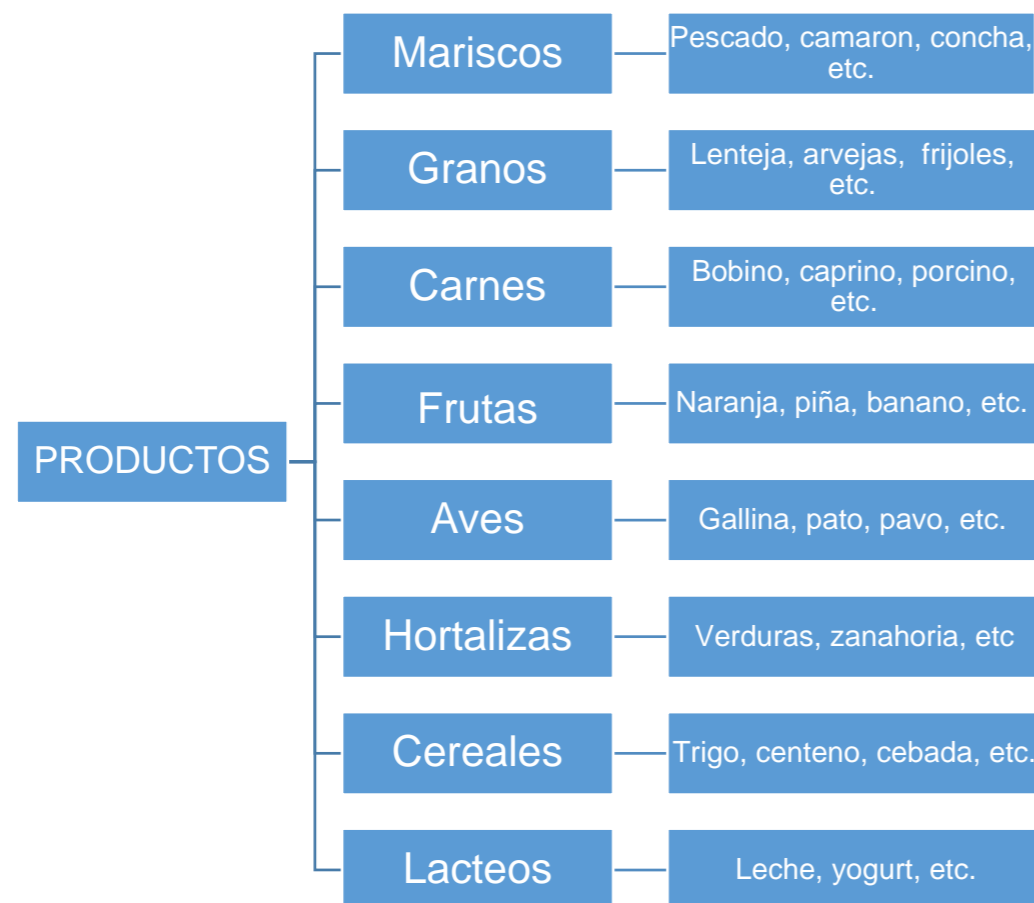 PRODUCTOS
Mariscos
Pescado, camaron, concha,
etc.
Granos
Lenteja, arvejas, frijoles,
etc.
Carnes
Bobino, caprino, porcino,
etc.
Frutas
Naranja, piña, banano, etc.
Aves
Gallina, pato, pavo, etc.
Hortalizas
Verduras, zanahoria, etc
Cereales
Trigo, centeno, cebada, etc.
Lacteos
Leche, yogurt, etc.